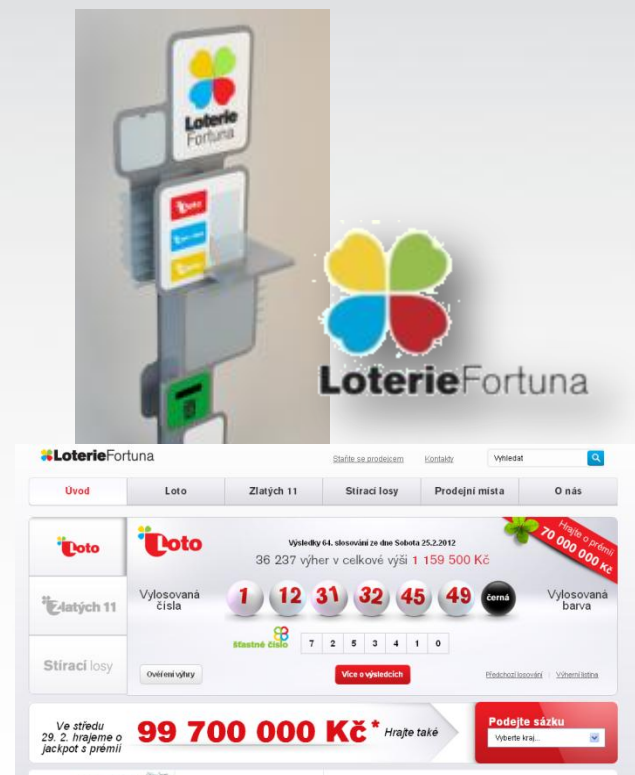 Loterie
Fortuna
Loto
LoterieFortuna
LoterieFortuna
Staňte se prodejcem
Kontakty
Vyhledat
Úvod
Loto
Zlatých 11
Stírací losy
Prodejní místa
O nás
Loto
Zlatých 11
Stírací losy
Loto
Výsledky 64. slosování ze dne Sobota 25.2.2012
36 237 výher v celkové výši 1 159 500 Kč
Hrajte o prémii
70 000 000 Kč
Vylosovaná
čísla
1 12 31 32 45 49 černá
Vylosovaná
barva
šťastné číslo 7 2 5 3 4 1 0
Ověření výhry
Více o výsledcích
Předchozí losování | Výherní listina
Ve středu
29. 2. hrajeme o
jackpot s prémií
99 700 000 Kč*
Hrajte také
Podejte sázku
Vyberte kraj...